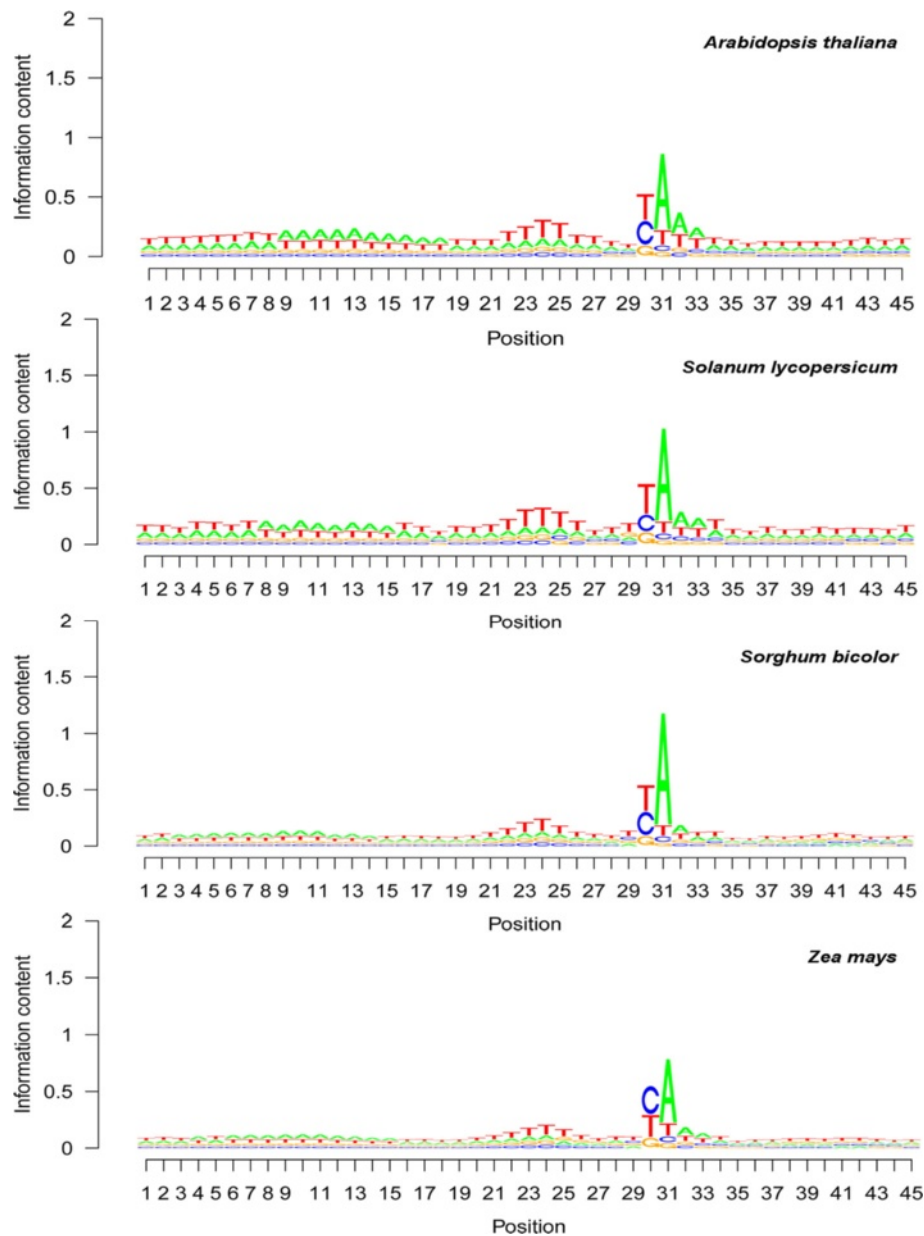 2
Arabidopsis thaliana
1.5
1
0.5
0
Information content
1 2 3 4 5 6 7 8 9 11 13 15 17 19 21 23 25 27 29 31 33 35 37 39 41 43 45
Position
2
Solanum lycopersicum
1.5
1
0.5
0
Information content
1 2 3 4 5 6 7 8 9 11 13 15 17 19 21 23 25 27 29 31 33 35 37 39 41 43 45
Position
2
Sorghum bicolor
1.5
1
0.5
0
Information content
1 2 3 4 5 6 7 8 9 11 13 15 17 19 21 23 25 27 29 31 33 35 37 39 41 43 45
Position
2
Zea mays
1.5
1
0.5
0
Information content
1 2 3 4 5 6 7 8 9 11 13 15 17 19 21 23 25 27 29 31 33 35 37 39 41 43 45
Position